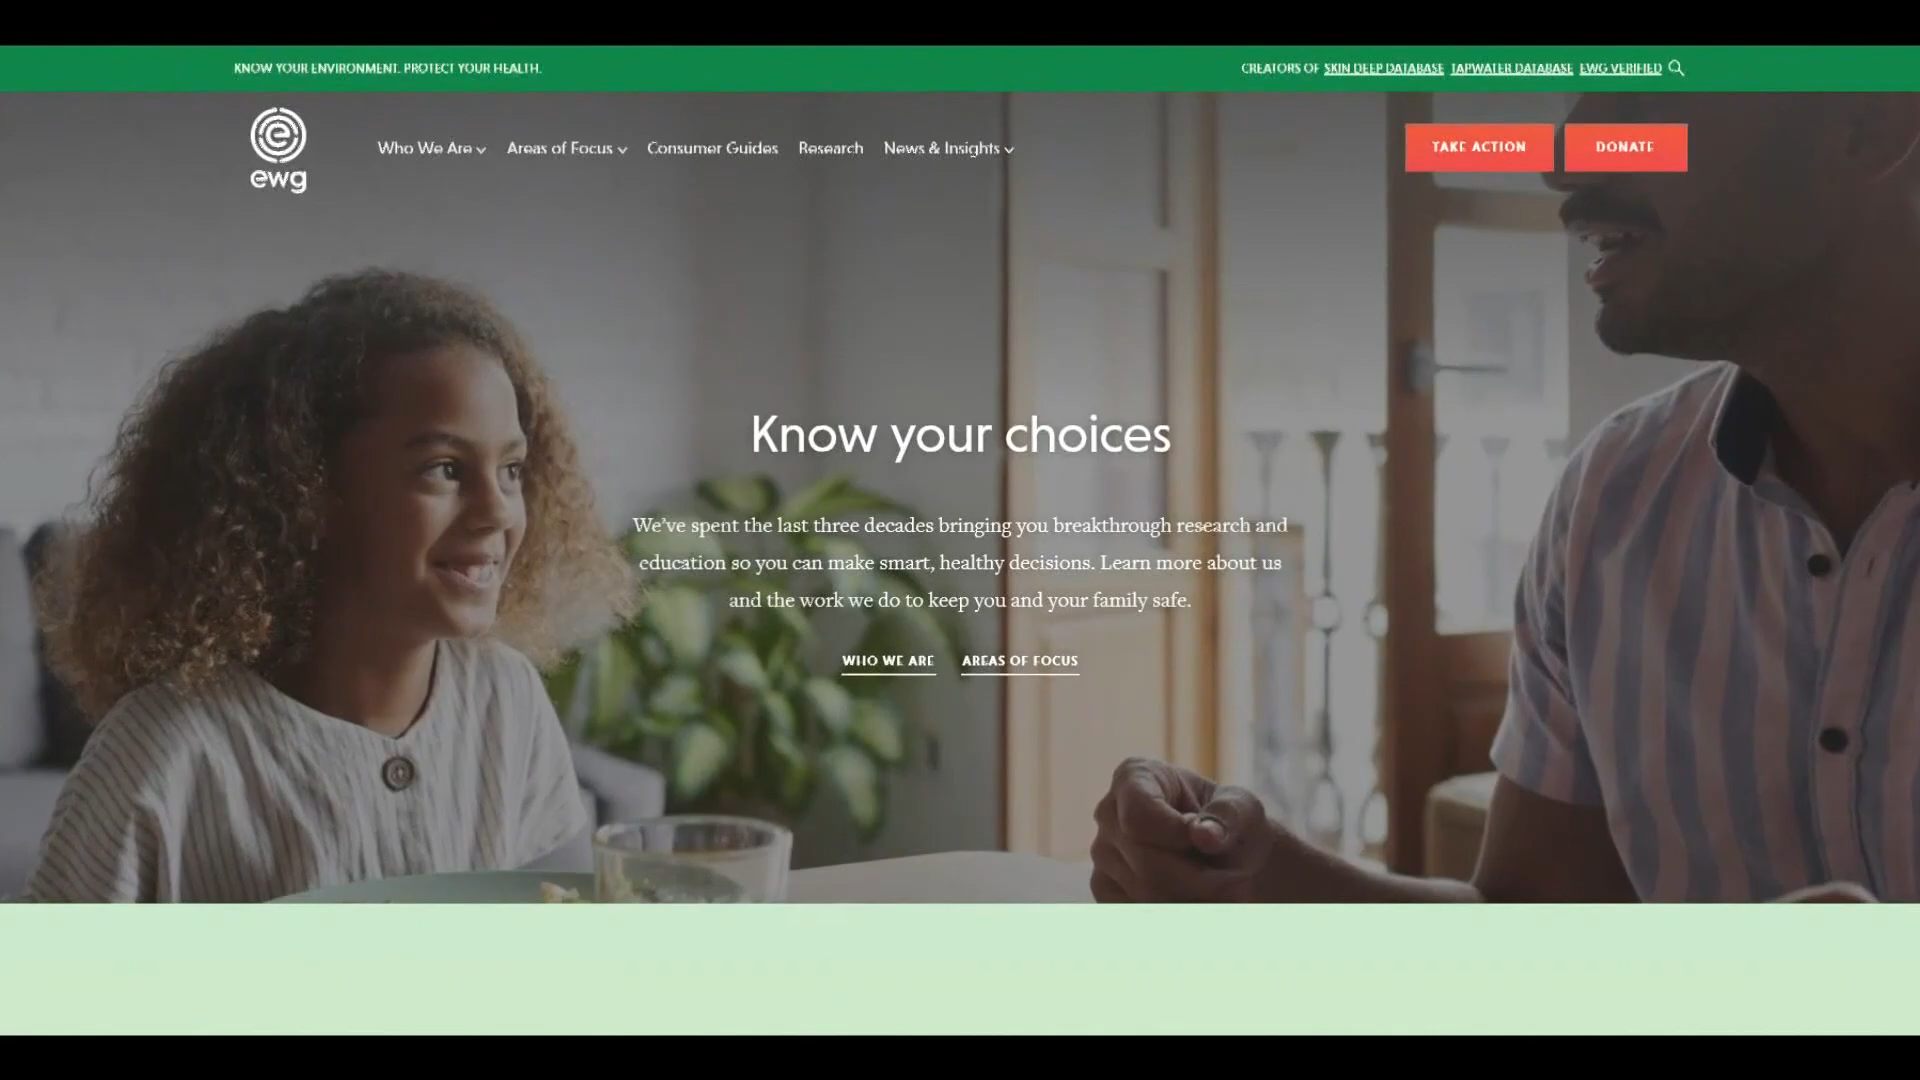 KNOW YOUR ENVIRONMENT. PROTECT YOUR HEALTH.
CREATORS OF SKIN DEEP DATABASE TAPWATER DATABASE EWG VERIFIED
ewg
Who We Are Areas of Focus Consumer Guides Research News & Insights
TAKE ACTION DONATE
Know your choices
We've spent the last three decades bringing you breakthrough research and
education so you can make smart, healthy decisions. Learn more about us
and the work we do to keep you and your family safe.
WHO WE ARE AREAS OF FOCUS